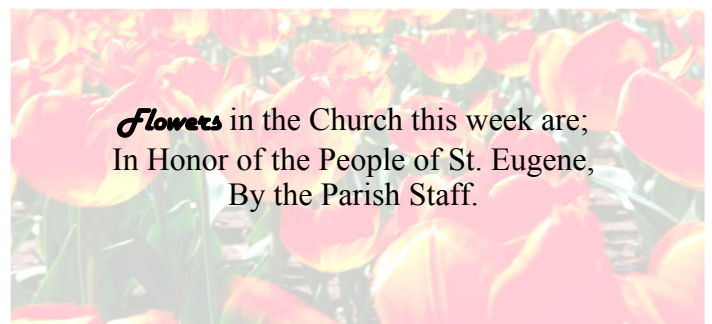 Flowers in the Church this week are;
In Honor of the People of St. Eugene,
By the Parish Staff.